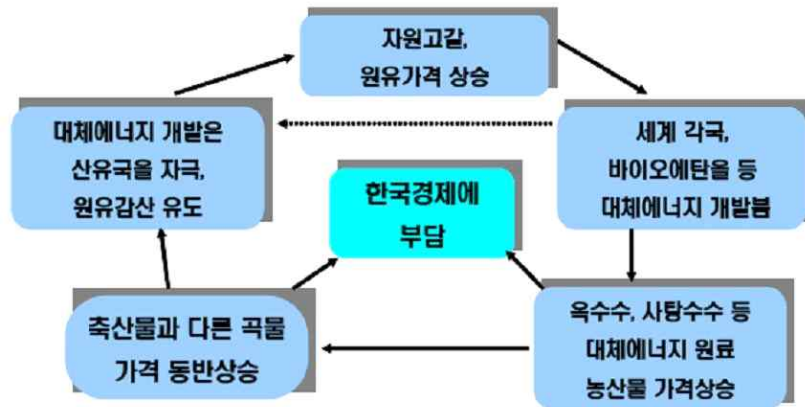 자원고갈,
원유가격 상승
대체에너지 개발은
산유국을 자극,
원유감산 유도
세계 각국,
바이오에탄올 등
대체에너지 개발붐
한국경제에
부담
축산물과 다른 곡물
가격 동반상승
옥수수, 사탕수수 등
대체에너지 원료
농산물 가격상승